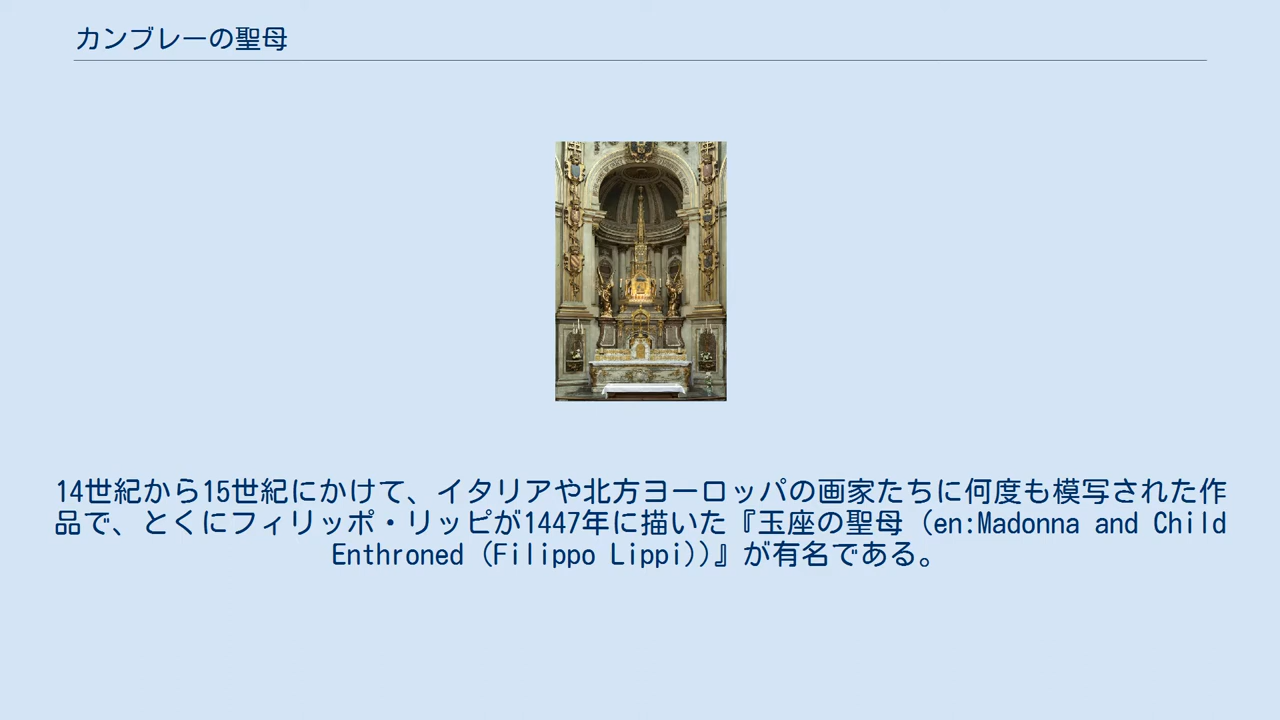 カンブレーの聖母
14世紀から15世紀にかけて、イタリアや北方ヨーロッパの画家たちに何度も模写された作
品で、とくにフィリッポ・リッピが1447年に描いた『玉座の聖母（en:Madonna and Child
Enthroned (Filippo Lippi)）』が有名である。